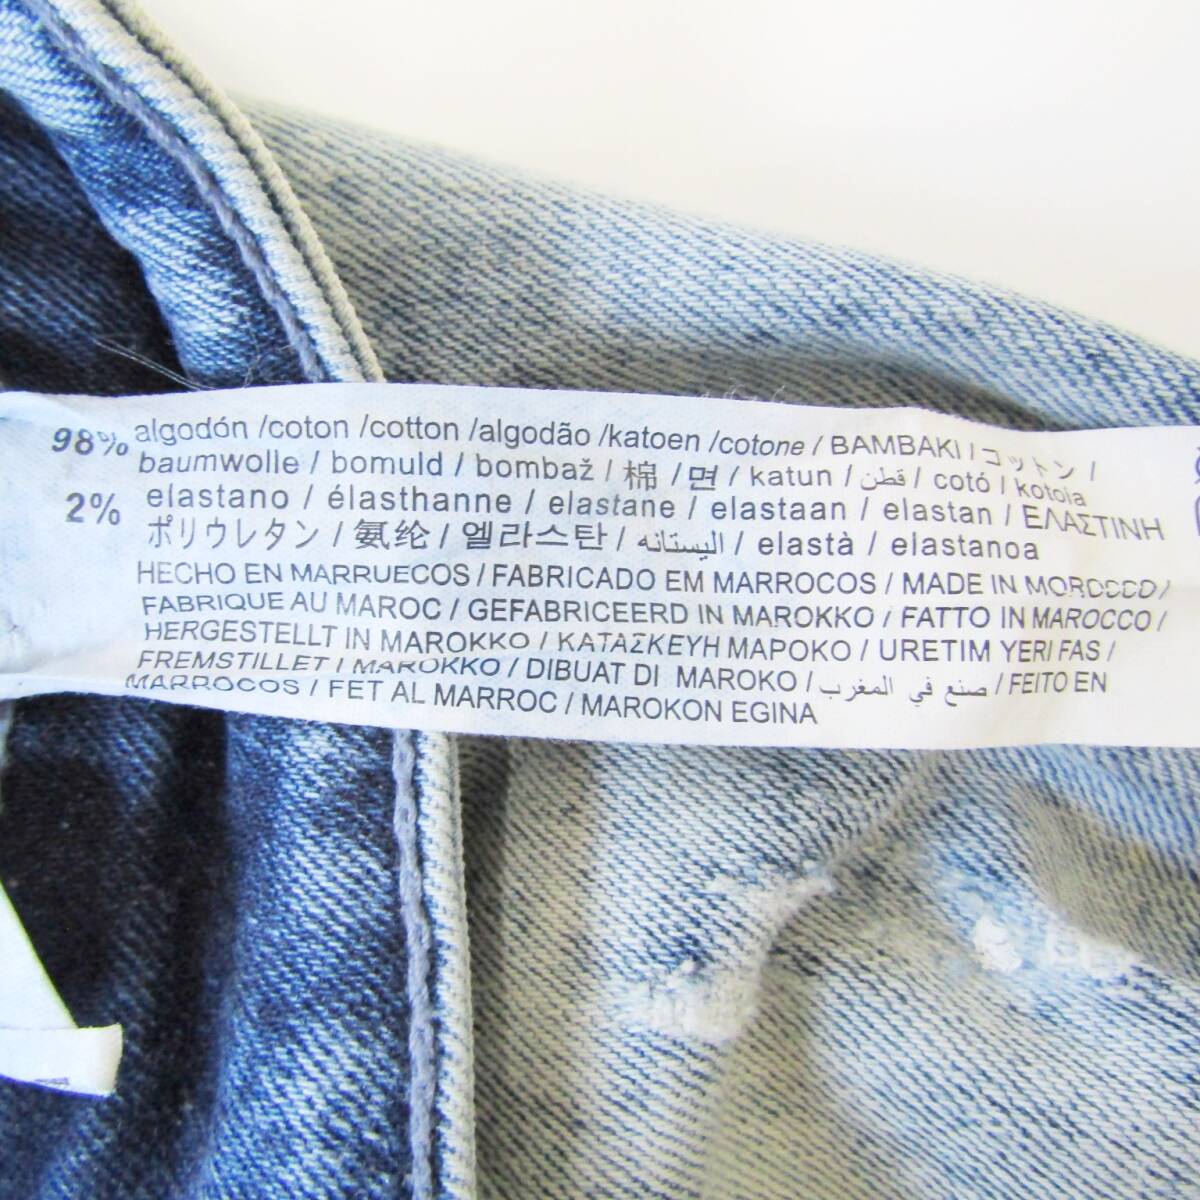 98% algodón /coton /cotton /algodão /katoen /cotone / BAMBAKI / コットン /
baumwolle / bomuld / bombaž / 棉 / 면 / katun / قطن / cotó / kotoia
2% elastano / élasthanne / elastane / elastaan / elastan / ΕΛΑΣΤΙΝΗ
ポリウレタン / 氨纶 / 엘라스탄 / اليستانه / elastà / elastanoa
HECHO EN MARRUECOS / FABRICADO EM MARROCOS / MADE IN MOROCCO /
FABRIQUE AU MAROC / GEFABRICEERD IN MAROKKO / FATTO IN MAROCCO /
HERGESTELLT IN MAROKKO / ΚΑΤΑΣΚΕΥΗ ΜΑΡΟΚΟ / URETIM YERI FAS /
FREMSTILLET I MAROKKO / DIBUAT DI MAROKO / صنع في المغرب / FEITO EN
MARROCOS / FET AL MARROC / MAROKON EGINA